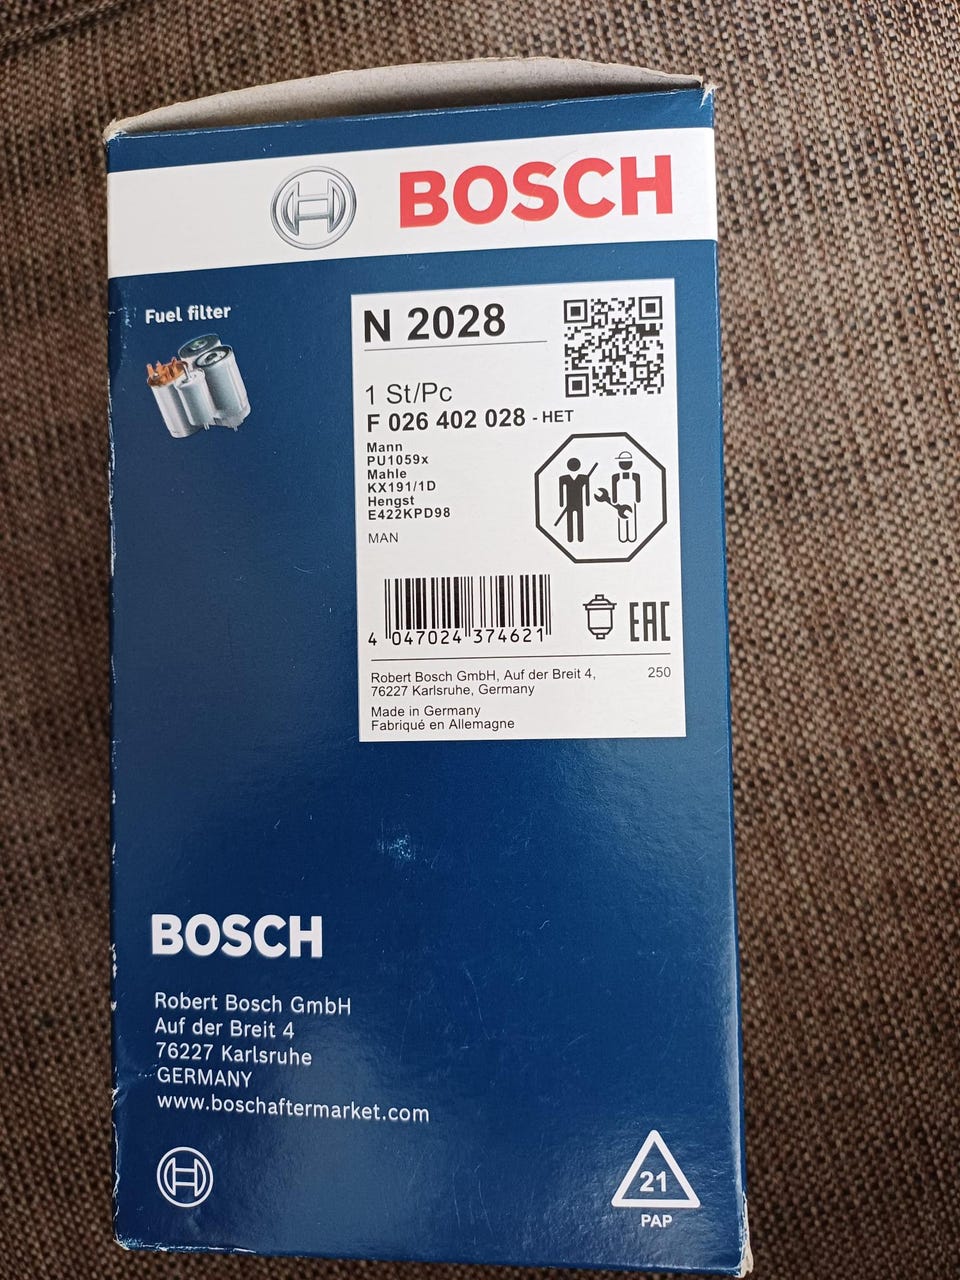 BOSCH
Fuel filter
N 2028
1 St/Pc
F 026 402 028 - HET
Mann
PU1059x
Mahle
KX191/1D
Hengst
E422KPD98
MAN
4 047024 374621
EAC
Robert Bosch GmbH, Auf der Breit 4, 250
76227 Karlsruhe, Germany
Made in Germany
Fabriqué en Allemagne
BOSCH
Robert Bosch GmbH
Auf der Breit 4
76227 Karlsruhe
GERMANY
www.boschaftermarket.com
21
PAP